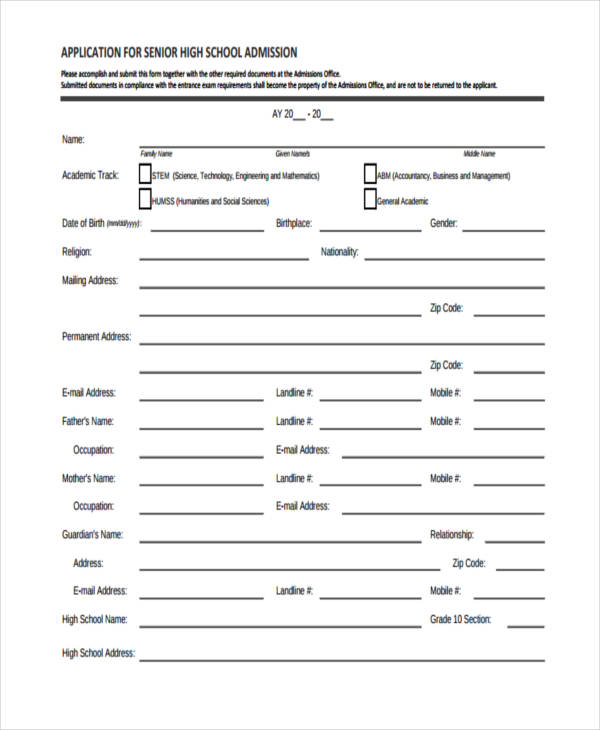 APPLICATION FOR SENIOR HIGH SCHOOL ADMISSION
Please accomplish and submit this form together with the other required documents at the Admissions Office.
Submitted documents in compliance with the entrance exam requirements shall become the property of the Admissions Office, and are not to be returned to the applicant.
AY 20___ - 20___
Name:
Family Name Given Name/s Middle Name
Academic Track: STEM (Science, Technology, Engineering and Mathematics) ABM (Accountancy, Business and Management)
HUMSS (Humanities and Social Sciences) General Academic
Date of Birth (mm/dd/yyyy): Birthplace: Gender:
Religion: Nationality:
Mailing Address:
Zip Code:
Permanent Address:
Zip Code:
E-mail Address: Landline #: Mobile #:
Father's Name: Landline #: Mobile #:
Occupation: E-mail Address:
Mother's Name: Landline #: Mobile #:
Occupation: E-mail Address:
Guardian's Name: Relationship:
Address: Zip Code:
E-mail Address: Landline #: Mobile #:
High School Name: Grade 10 Section:
High School Address: